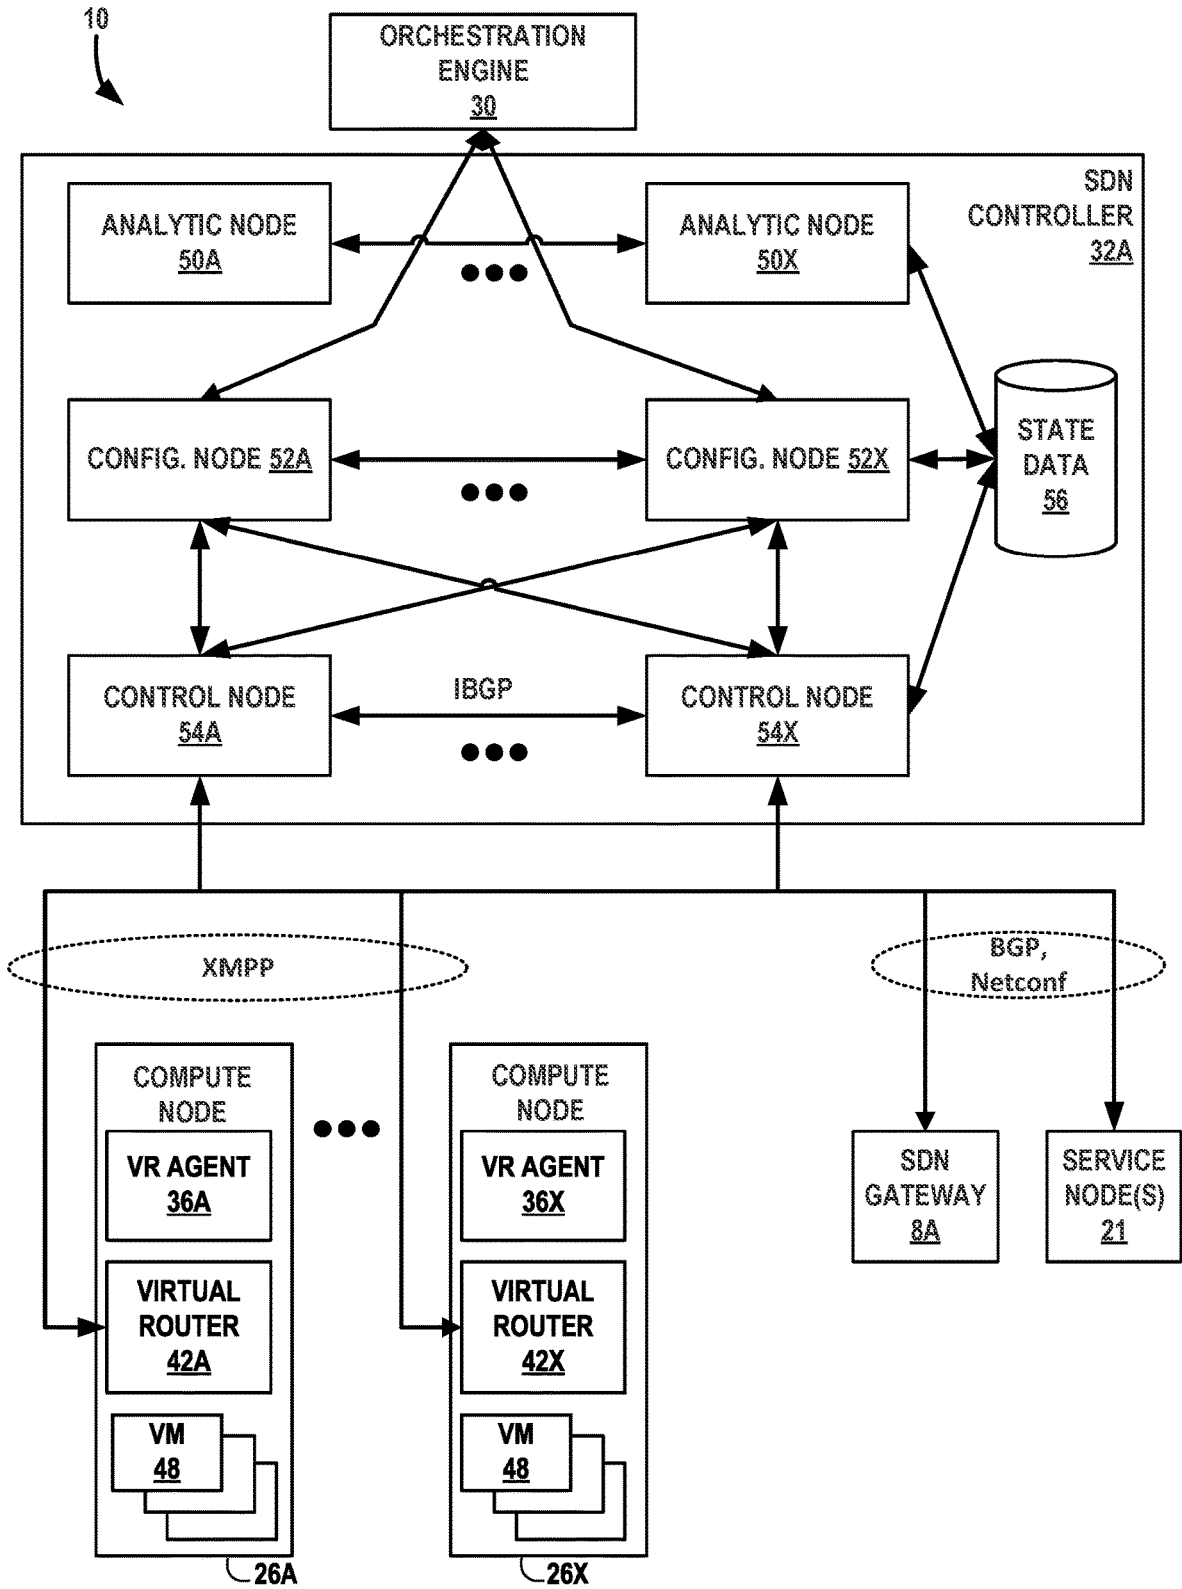 10
ORCHESTRATION
ENGINE
30
SDN
CONTROLLER
32A
ANALYTIC NODE
50A
ANALYTIC NODE
50X
CONFIG. NODE 52A
CONFIG. NODE 52X
STATE
DATA
56
CONTROL NODE
54A
IBGP
CONTROL NODE
54X
XMPP
BGP,
Netconf
COMPUTE
NODE
VR AGENT
36A
VIRTUAL
ROUTER
42A
VM
48
26A
COMPUTE
NODE
VR AGENT
36X
VIRTUAL
ROUTER
42X
VM
48
26X
SDN
GATEWAY
8A
SERVICE
NODE(S)
21